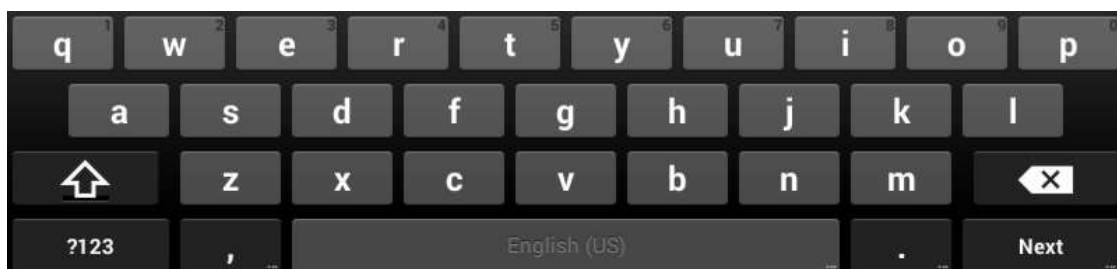 q 1 w 2 e 3 r 4 t 5 y 6 u 7 i 8 o 9 p 0
a s d f g h j k l
z x c v b n m
?123 , English (US) . Next